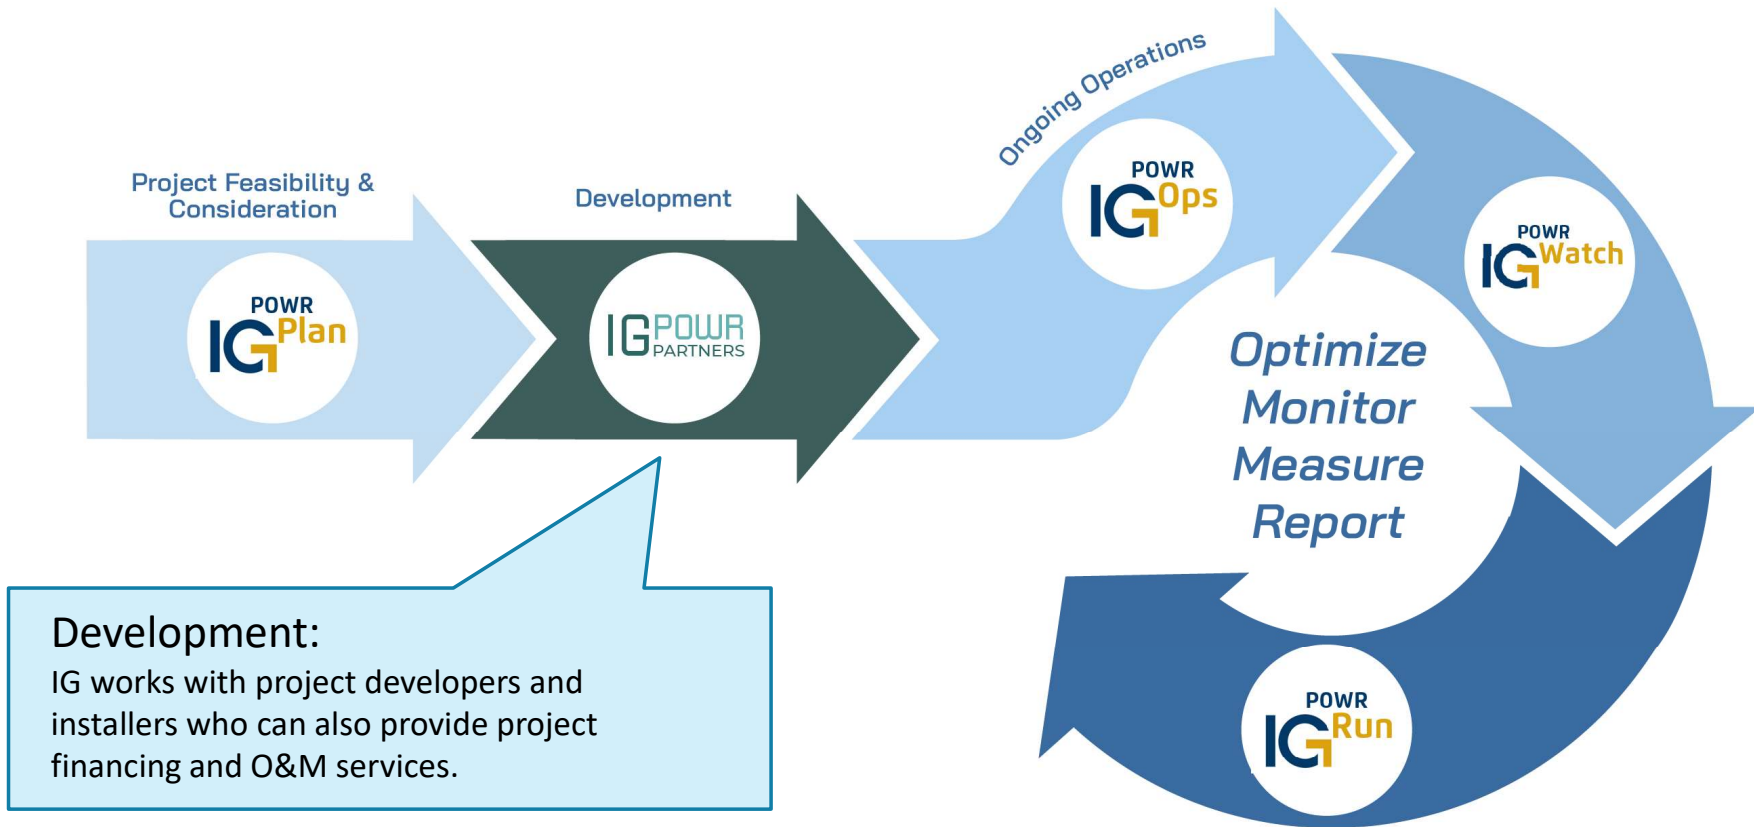 Project Feasibility &
Consideration
POWR
IG Plan
Development
IG POWR
PARTNERS
Ongoing Operations
POWR
IG Ops
POWR
IG Watch
Optimize
Monitor
Measure
Report
POWR
IG Run
Development:
IG works with project developers and
installers who can also provide project
financing and O&M services.